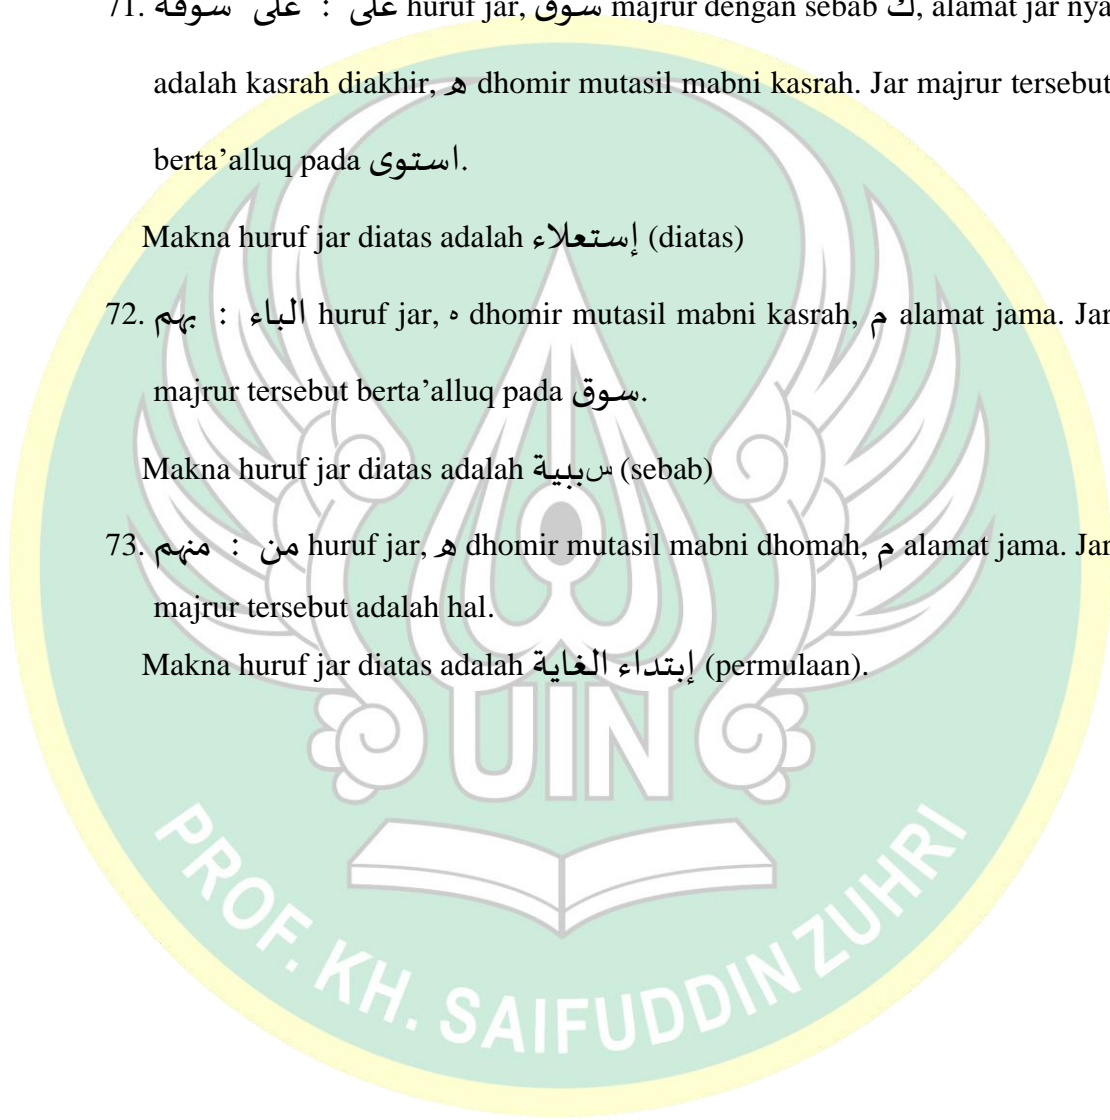 71. على سوقه : على huruf jar, سوق majrur dengan sebab ك, alamat jar nya
adalah kasrah diakhir, ه dhomir mutasil mabni kasrah. Jar majrur tersebut
berta’alluq pada استوى.
Makna huruf jar diatas adalah إستعلاء (diatas)
72. بهم : الباء huruf jar, ه dhomir mutasil mabni kasrah, م alamat jama. Jar
majrur tersebut berta’alluq pada سوق.
Makna huruf jar diatas adalah سببية (sebab)
73. منهم : من huruf jar, ه dhomir mutasil mabni dhomah, م alamat jama. Jar
majrur tersebut adalah hal.
Makna huruf jar diatas adalah إبتداء الغاية (permulaan).
UIN
PROF. KH. SAIFUDDIN ZUHRI